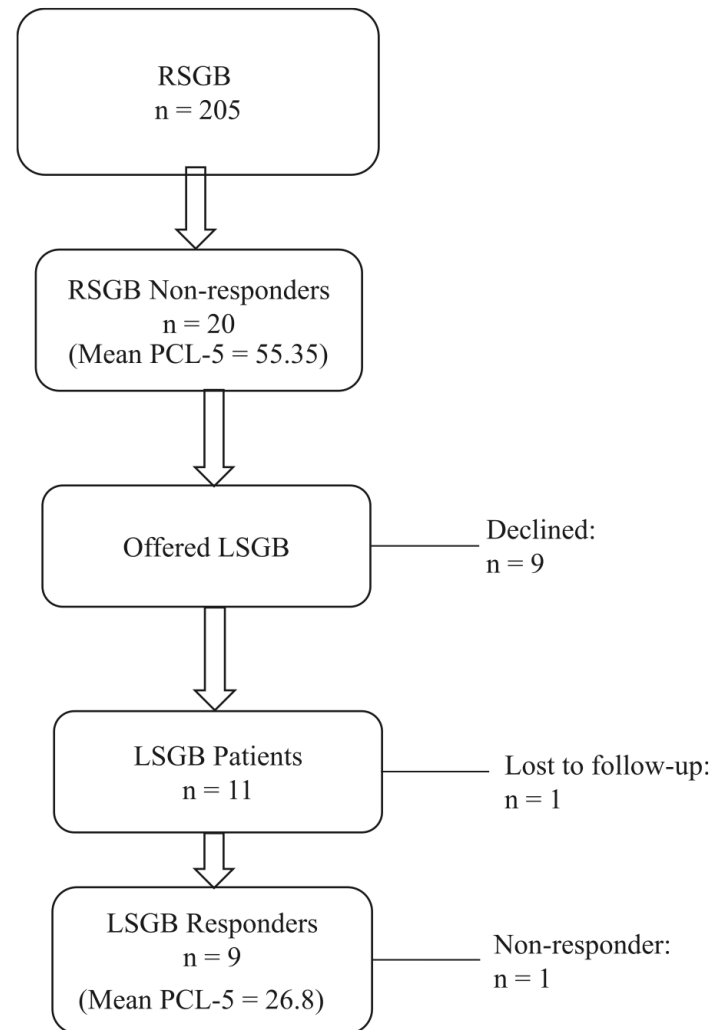 RSGB
n = 205
RSGB Non-responders
n = 20
(Mean PCL-5 = 55.35)
Offered LSGB
Declined:
n = 9
LSGB Patients
n = 11
Lost to follow-up:
n = 1
LSGB Responders
n = 9
(Mean PCL-5 = 26.8)
Non-responder:
n = 1